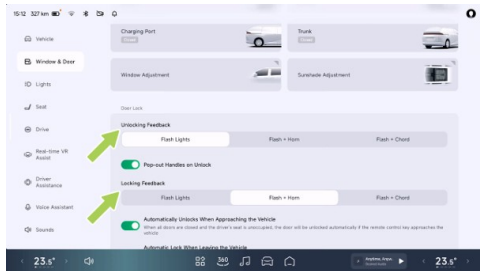 15:12 327 km
Charging Port
Closed
Trunk
Closed
Vehicle
Window & Door
Window Adjustment
Sunshade Adjustment
Lights
Door Lock
Seat
Unlocking Feedback
Flash Lights
Flash + Horn
Flash + Chord
Drive
Real-time VR
Assist
Pop-out Handles on Unlock
Locking Feedback
Driver
Assistance
Flash Lights
Flash + Horn
Flash + Chord
Voice Assistant
Automatically Unlocks When Approaching the Vehicle
When all doors are closed and the driver's seat is unoccupied, the door will be unlocked automatically if the remote control key approaches the
vehicle
Sounds
Automatic Lock When Leaving the Vehicle
23.5°
360
23.5°